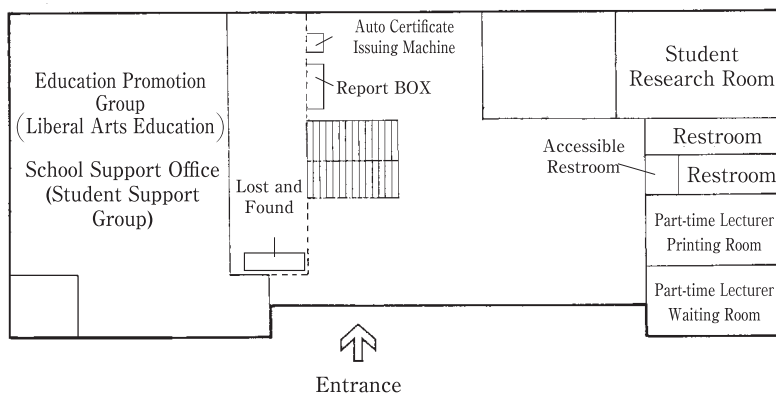 Auto Certificate
Issuing Machine
Report BOX
Education Promotion
Group
(Liberal Arts Education)
School Support Office
(Student Support
Group)
Lost and
Found
Student
Research Room
Accessible
Restroom
Restroom
Restroom
Part-time Lecturer
Printing Room
Part-time Lecturer
Waiting Room
Entrance